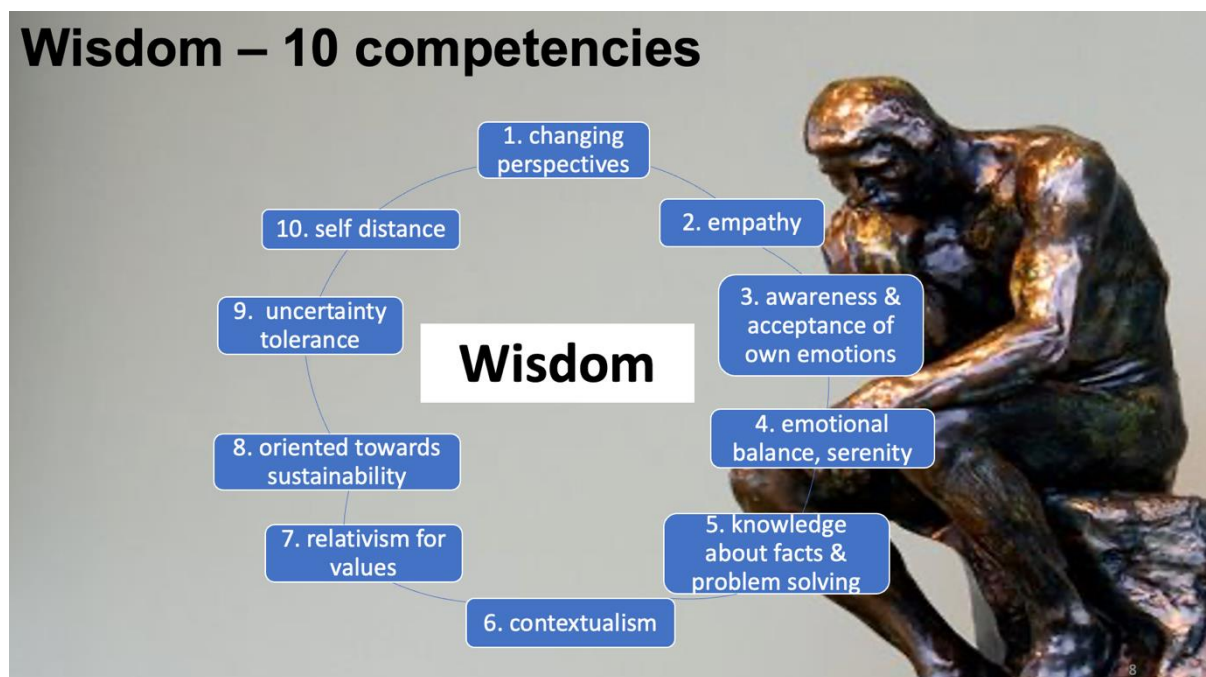 Wisdom – 10 competencies
1. changing
perspectives
2. empathy
3. awareness &
acceptance of
own emotions
4. emotional
balance, serenity
5. knowledge
about facts &
problem solving
6. contextualism
7. relativism for
values
8. oriented towards
sustainability
9. uncertainty
tolerance
10. self distance
Wisdom
8